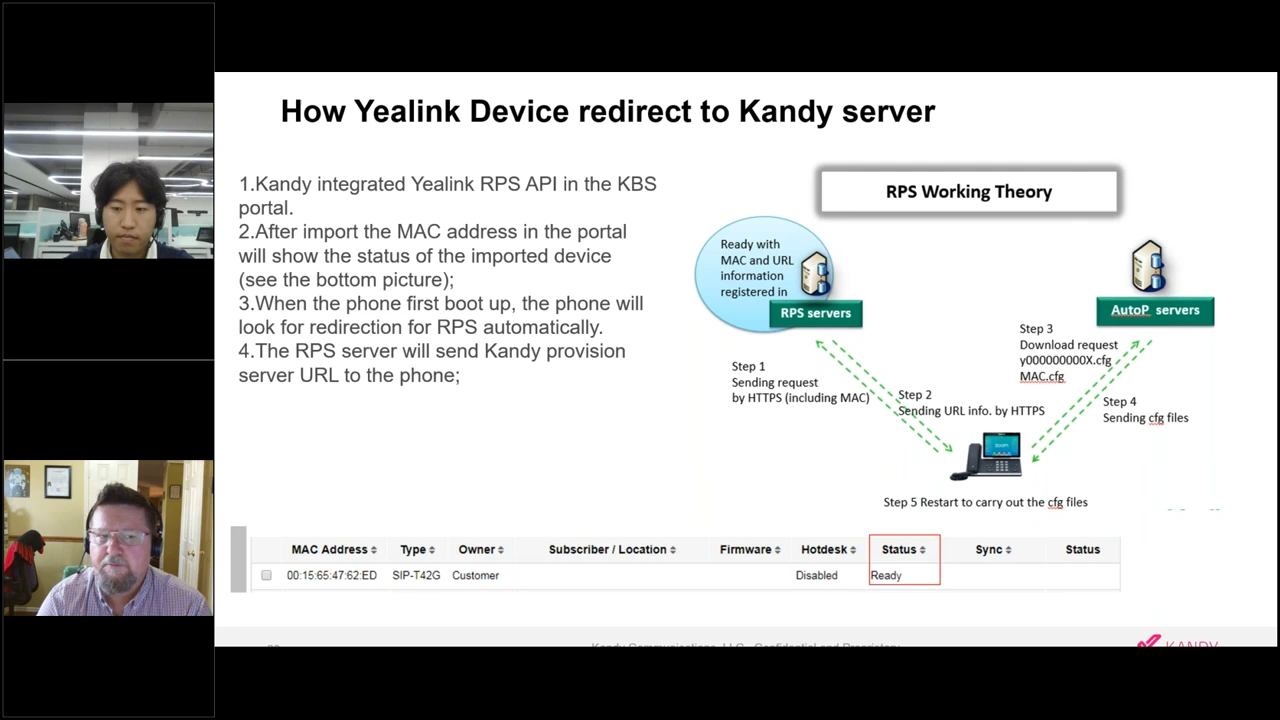 How Yealink Device redirect to Kandy server
1.Kandy integrated Yealink RPS API in the KBS
portal.
2.After import the MAC address in the portal
will show the status of the imported device
(see the bottom picture);
3.When the phone first boot up, the phone will
look for redirection for RPS automatically.
4.The RPS server will send Kandy provision
server URL to the phone;
RPS Working Theory
Ready with
MAC and URL
information
registered in
RPS servers
AutoP servers
Step 1
Sending request
by HTTPS (including MAC)
Step 2
Sending URL info. by HTTPS
Step 3
Download request
y000000000X.cfg
MAC.cfg
Step 4
Sending cfg files
Step 5 Restart to carry out the cfg files
MAC Address Type Owner Subscriber / Location Firmware Hotdesk Status Sync Status
00:15:65:47:62:ED SIP-T42G Customer Disabled Ready
Kandy Communications, LLC - Confidential and Proprietary
KANDY